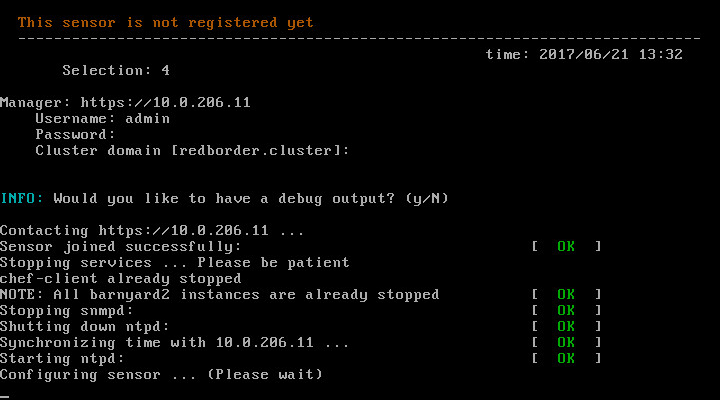 This sensor is not registered yet
----------------------------------------------------------------------------
time: 2017/06/21 13:32
Selection: 4
Manager: https://10.0.206.11
Username: admin
Password:
Cluster domain [redborder.cluster]:
INFO: Would you like to have a debug output? (y/N)
Contacting https://10.0.206.11 ...
Sensor joined successfully: [ OK ]
Stopping services ... Please be patient
chef-client already stopped
NOTE: All barnyard2 instances are already stopped [ OK ]
Stopping snmpd: [ OK ]
Shutting down ntpd: [ OK ]
Synchronizing time with 10.0.206.11 ... [ OK ]
Starting ntpd: [ OK ]
Configuring sensor ... (Please wait)